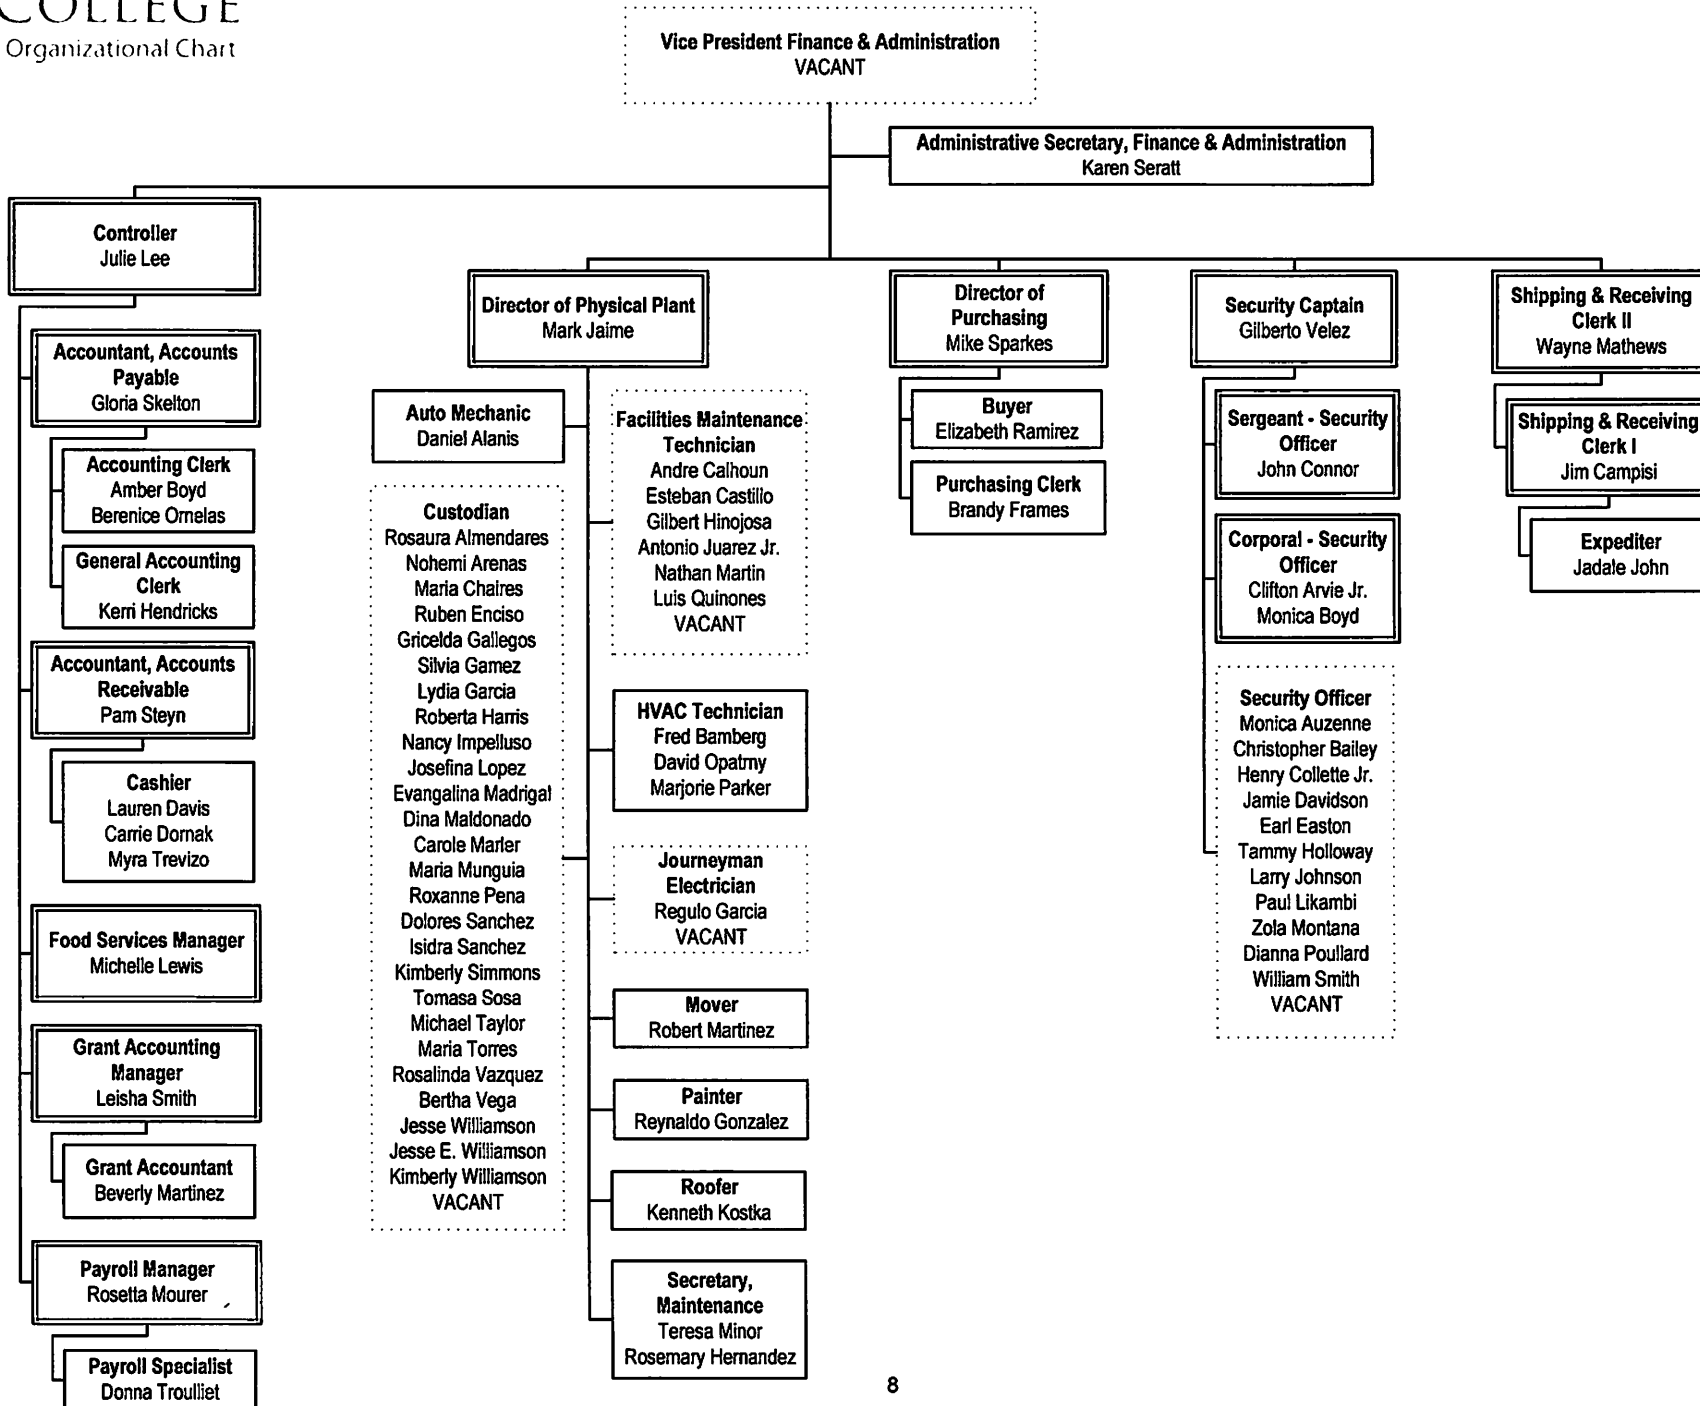 COLLEGE
Organizational Chart
Vice President Finance & Administration
VACANT
Administrative Secretary, Finance & Administration
Karen Seratt
Controller
Julie Lee
Accountant, Accounts
Payable
Gloria Skelton
Accounting Clerk
Amber Boyd
Berenice Ornelas
General Accounting
Clerk
Kerri Hendricks
Accountant, Accounts
Receivable
Pam Steyn
Cashier
Lauren Davis
Carrie Dornak
Myra Trevizo
Food Services Manager
Michelle Lewis
Grant Accounting
Manager
Leisha Smith
Grant Accountant
Beverly Martinez
Payroll Manager
Rosetta Mourer
Payroll Specialist
Donna Troulliet
Director of Physical Plant
Mark Jaime
Auto Mechanic
Daniel Alanis
Custodian
Rosaura Almendares
Nohemi Arenas
Maria Chaires
Ruben Enciso
Gricelda Gallegos
Silvia Gamez
Lydia Garcia
Roberta Harris
Nancy Impelluso
Josefina Lopez
Evangalina Madrigal
Dina Maldonado
Carole Marler
Maria Munguia
Roxanne Pena
Dolores Sanchez
Isidra Sanchez
Kimberly Simmons
Tomasa Sosa
Michael Taylor
Maria Torres
Rosalinda Vazquez
Bertha Vega
Jesse Williamson
Jesse E. Williamson
Kimberly Williamson
VACANT
Facilities Maintenance
Technician
Andre Calhoun
Esteban Castillo
Gilbert Hinojosa
Antonio Juarez Jr.
Nathan Martin
Luis Quinones
VACANT
HVAC Technician
Fred Bamberg
David Opatrny
Marjorie Parker
Journeyman
Electrician
Regulo Garcia
VACANT
Mover
Robert Martinez
Painter
Reynaldo Gonzalez
Roofer
Kenneth Kostka
Secretary,
Maintenance
Teresa Minor
Rosemary Hernandez
Director of
Purchasing
Mike Sparkes
Buyer
Elizabeth Ramirez
Purchasing Clerk
Brandy Frames
Security Captain
Gilberto Velez
Sergeant - Security
Officer
John Connor
Corporal - Security
Officer
Clifton Arvie Jr.
Monica Boyd
Security Officer
Monica Auzenne
Christopher Bailey
Henry Collette Jr.
Jamie Davidson
Earl Easton
Tammy Holloway
Larry Johnson
Paul Likambi
Zola Montana
Dianna Poullard
William Smith
VACANT
Shipping & Receiving
Clerk II
Wayne Mathews
Shipping & Receiving
Clerk I
Jim Campisi
Expediter
Jadale John
8